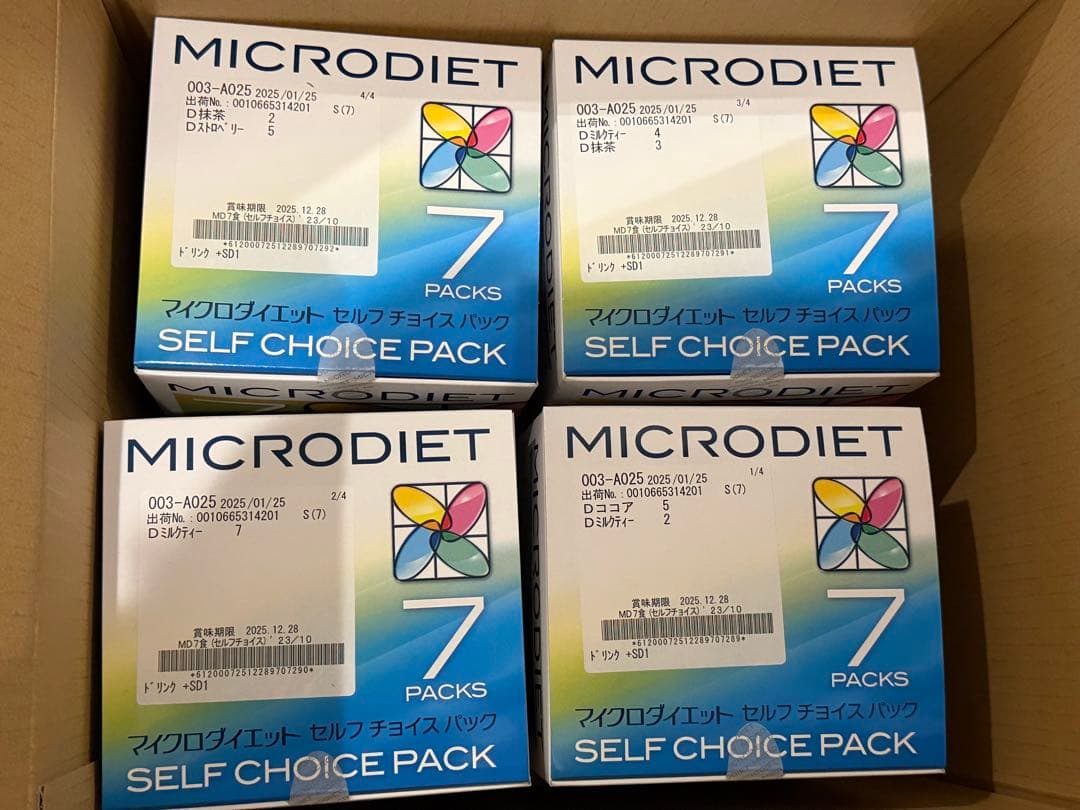 MICRODIET
003-A025 2025/01/25 4/4
出荷No.:0010665314201 S(7)
D抹茶 2
Dストロベリー 5
賞味期限 2025.12.28
MD7食(セルフチョイス)' 23/10
*61200072512289707292*
ドリンク +SD1
7
PACKS
マイクロダイエット セルフ チョイス パック
SELF CHOICE PACK
MICRODIET
MICRODIET
003-A025 2025/01/25 3/4
出荷No.:0010665314201 S(7)
Dミルクティー 4
D抹茶 3
賞味期限 2025.12.28
MD7食(セルフチョイス)' 23/10
*61200072512289707291*
ドリンク +SD1
7
PACKS
マイクロダイエット セルフ チョイス パック
SELF CHOICE PACK
MICRODIET
MICRODIET
MICRODIET
003-A025 2025/01/25 2/4
出荷No.:0010665314201 S(7)
Dミルクティー 7
賞味期限 2025.12.28
MD7食(セルフチョイス)' 23/10
*61200072512289707290*
ドリンク +SD1
7
PACKS
マイクロダイエット セルフ チョイス パック
SELF CHOICE PACK
MICRODIET
003-A025 2025/01/25 1/4
出荷No.:0010665314201 S(7)
Dココア 5
Dミルクティー 2
賞味期限 2025.12.28
MD7食(セルフチョイス)' 23/10
*61200072512289707289*
ドリンク +SD1
7
PACKS
マイクロダイエット セルフ チョイス パック
SELF CHOICE PACK
MICRODIET